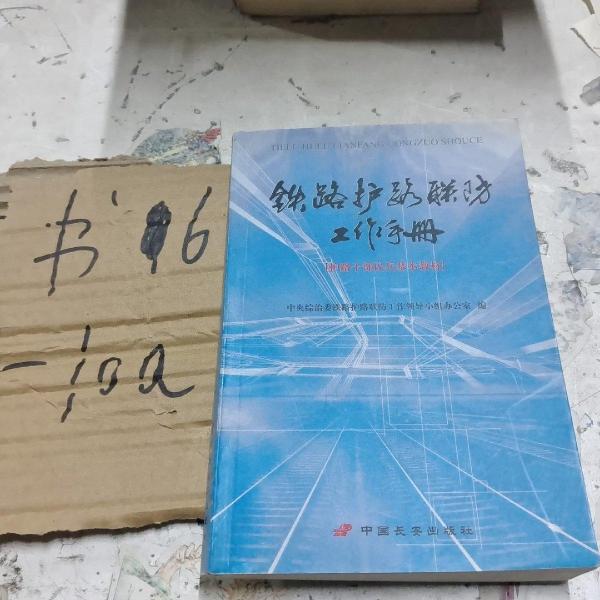 书 96
TIELU HULU LIANFANG GONGZUO SHOUCE
铁路护路联防
工作手册
中央综治委铁路护路联防工作领导小组办公室 编
中国长安出版社